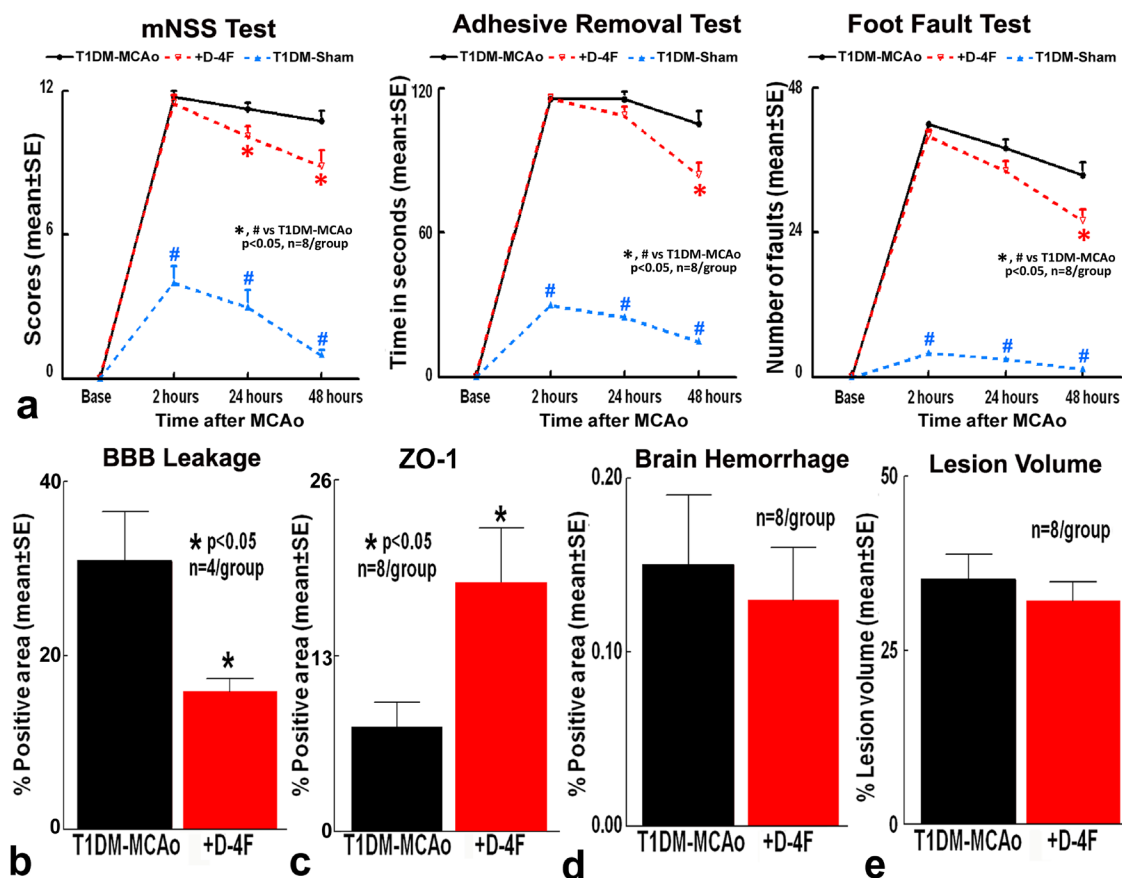 mNSS Test
T1DM-MCAo +D-4F T1DM-Sham
Scores (mean±SE)
12
6
0
*
*
*, # vs T1DM-MCAo
p<0.05, n=8/group
#
#
#
Base 2 hours 24 hours 48 hours
Time after MCAo
a
Adhesive Removal Test
T1DM-MCAo +D-4F T1DM-Sham
Time in seconds (mean±SE)
120
60
0
*
*, # vs T1DM-MCAo
p<0.05, n=8/group
#
#
#
Base 2 hours 24 hours 48 hours
Time after MCAo
Foot Fault Test
T1DM-MCAo +D-4F T1DM-Sham
Number of faults (mean±SE)
48
24
0
*
*, # vs T1DM-MCAo
p<0.05, n=8/group
#
#
#
Base 2 hours 24 hours 48 hours
Time after MCAo
BBB Leakage
% Positive area (mean±SE)
40
20
0
* p<0.05
n=4/group
*
T1DM-MCAo +D-4F
b
ZO-1
% Positive area (mean±SE)
26
13
0
*
* p<0.05
n=8/group
T1DM-MCAo +D-4F
c
Brain Hemorrhage
% Positive area (mean±SE)
0.20
0.10
0.00
n=8/group
T1DM-MCAo +D-4F
d
Lesion Volume
% Lesion volume (mean±SE)
50
25
0
n=8/group
T1DM-MCAo +D-4F
e